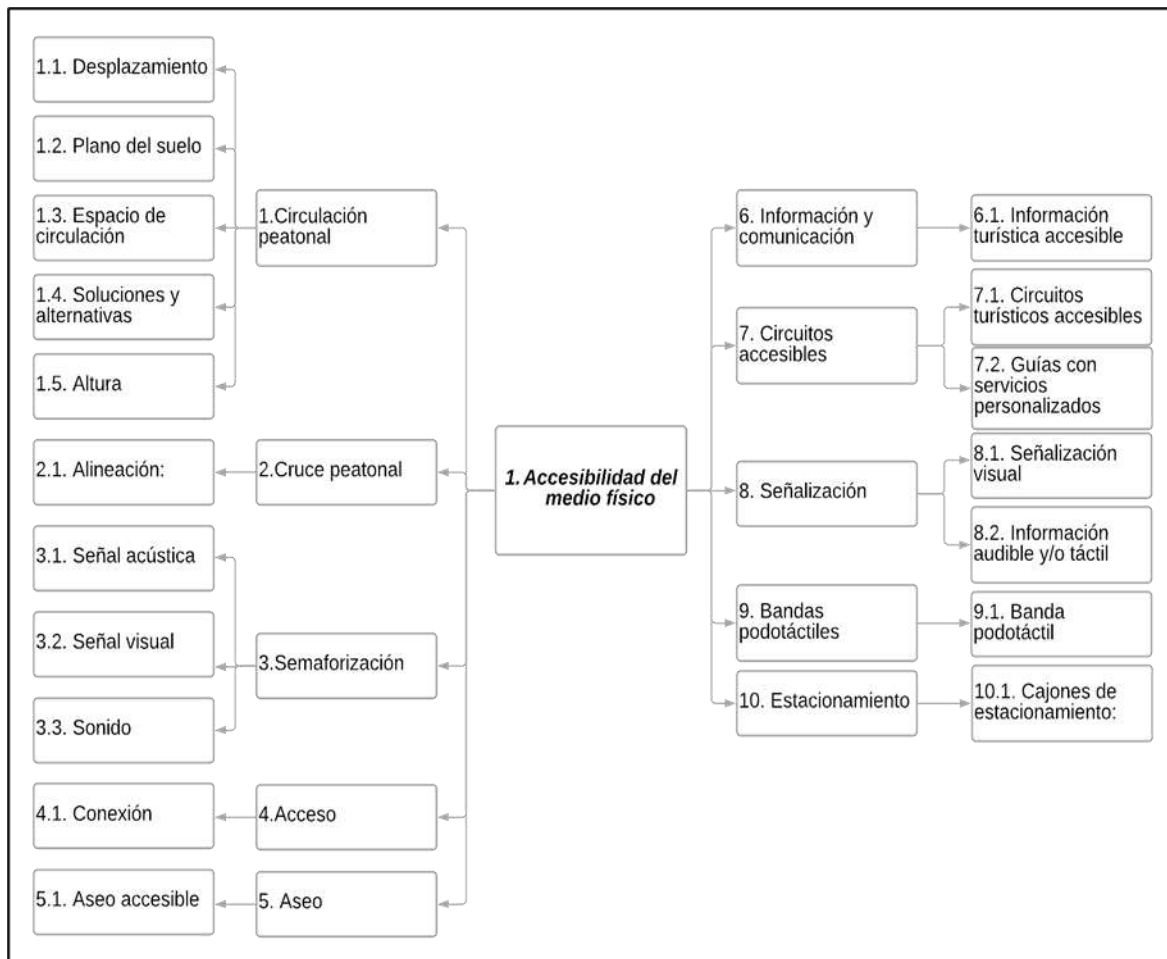 1.1. Desplazamiento
1.2. Plano del suelo
1.3. Espacio de
circulación
1.4. Soluciones y
alternativas
1.5. Altura
2.1. Alineación:
3.1. Señal acústica
3.2. Señal visual
3.3. Sonido
4.1. Conexión
5.1. Aseo accesible
1.Circulación
peatonal
2.Cruce peatonal
3.Semaforización
4.Acceso
5. Aseo
1. Accesibilidad del
medio físico
6. Información y
comunicación
7. Circuitos
accesibles
8. Señalización
9. Bandas
podotáctiles
10. Estacionamiento
6.1. Información
turística accesible
7.1. Circuitos
turísticos accesibles
7.2. Guías con
servicios
personalizados
8.1. Señalización
visual
8.2. Información
audible y/o táctil
9.1. Banda
podotáctil
10.1. Cajones de
estacionamiento: